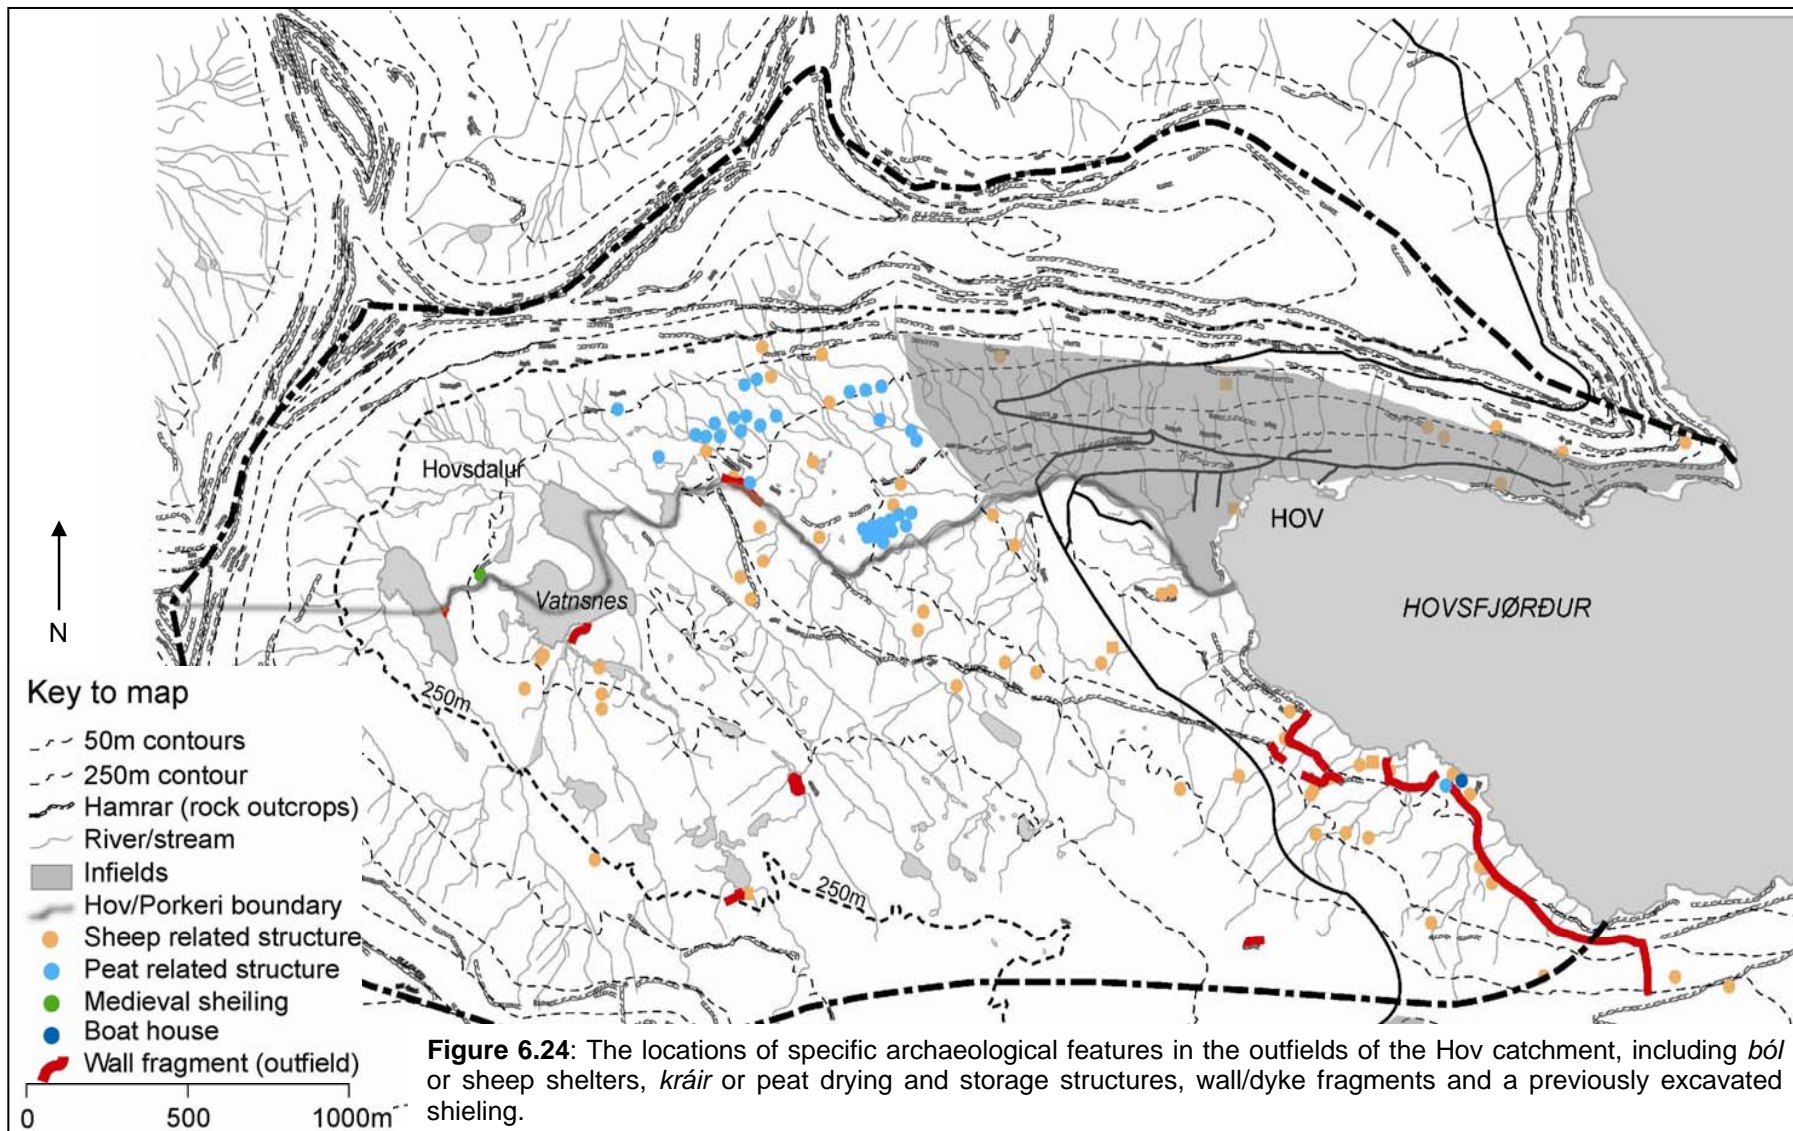 Hovsdalur
Vatnsnes
HOV
HOVSFJØRÐUR
N
250m
250m
Key to map
50m contours
250m contour
Hamrar (rock outcrops)
River/stream
Infields
Hov/Porkeri boundary
Sheep related structure
Peat related structure
Medieval sheiling
Boat house
Wall fragment (outfield)
0 500 1000m
Figure 6.24: The locations of specific archaeological features in the outfields of the Hov catchment, including ból
or sheep shelters, kráir or peat drying and storage structures, wall/dyke fragments and a previously excavated
shieling.